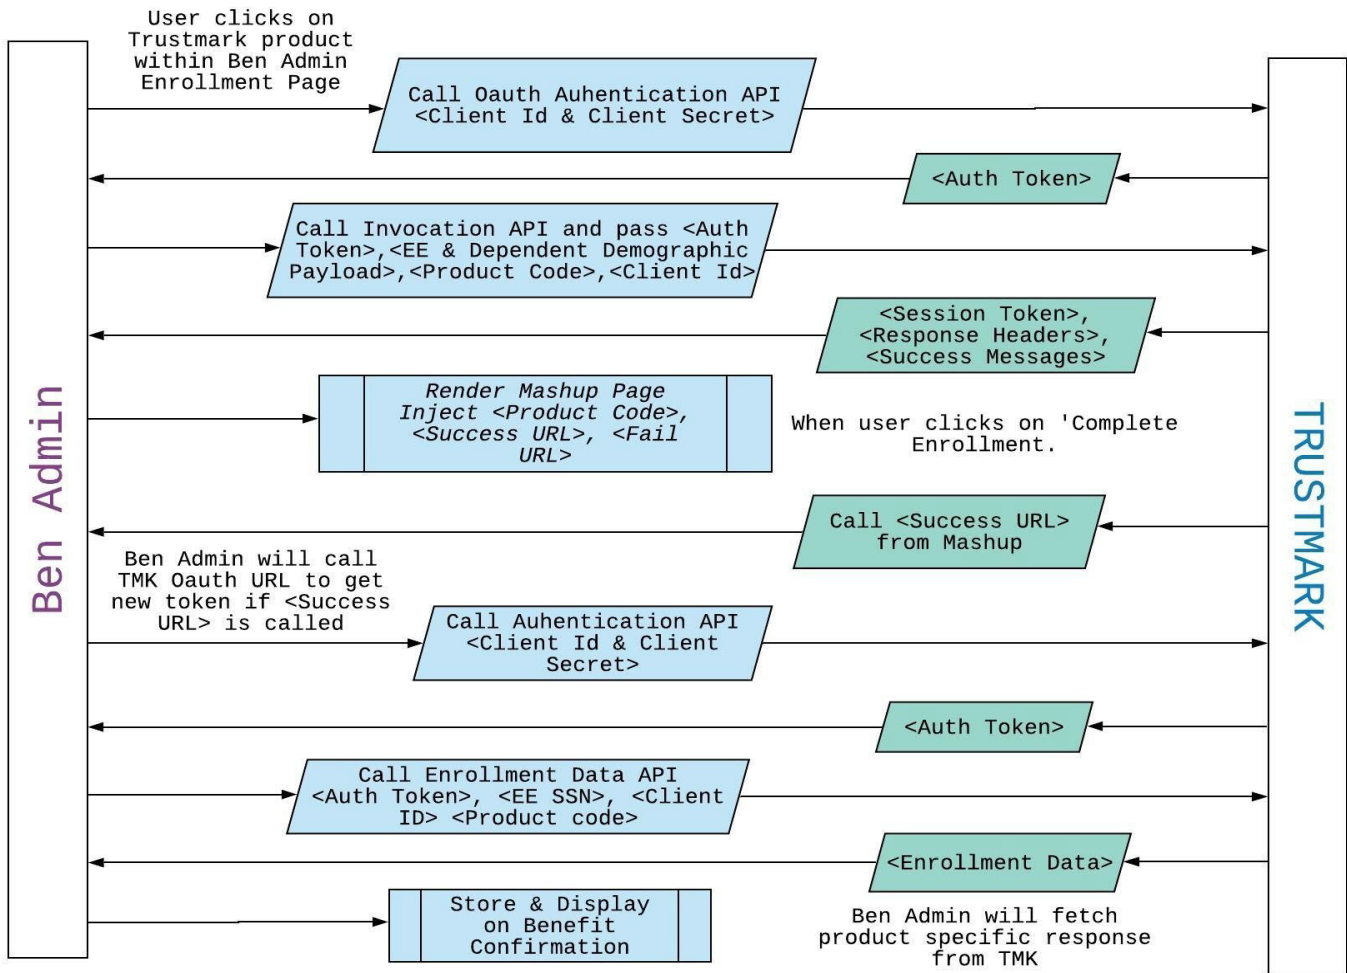 User clicks on
Trustmark product
within Ben Admin
Enrollment Page
Call Oauth Auhentication API
<Client Id & Client Secret>
<Auth Token>
Call Invocation API and pass <Auth
Token>,<EE & Dependent Demographic
Payload>,<Product Code>,<Client Id>
<Session Token>,
<Response Headers>,
<Success Messages>
Render Mashup Page
Inject <Product Code>,
<Success URL>, <Fail
URL>
When user clicks on 'Complete
Enrollment.
Ben Admin
TRUSTMARK
Call <Success URL>
from Mashup
Ben Admin will call
TMK Oauth URL to get
new token if <Success
URL> is called
Call Auhentication API
<Client Id & Client
Secret>
<Auth Token>
Call Enrollment Data API
<Auth Token>, <EE SSN>, <Client
ID> <Product code>
<Enrollment Data>
Store & Display
on Benefit
Confirmation
Ben Admin will fetch
product specific response
from TMK